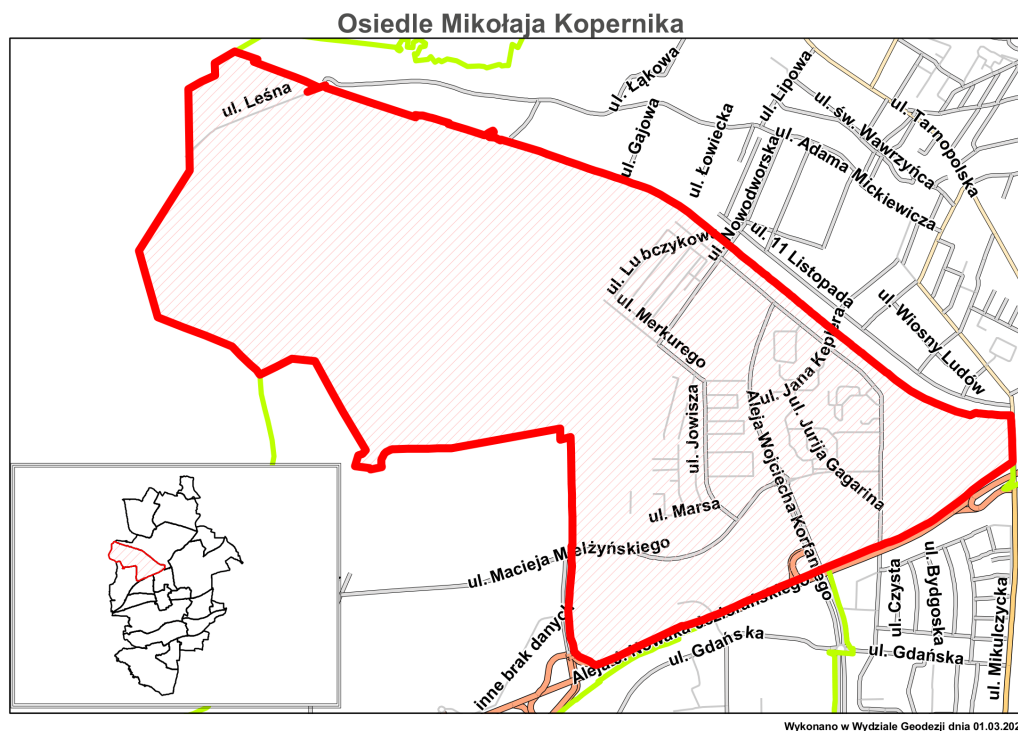 Osiedle Mikołaja Kopernika
ul. Leśna
ul. Łąkowa
ul. Lipowa
ul. św. Wawrzyńca
ul. Tarnopolska
ul. Gajowa
ul. Łowiecka
ul. Adama Mickiewicza
ul. Nowodworska
ul. Lubczykowa
ul. 11 Listopada
ul. Merkurego
ul. Wiosny Ludów
ul. Jana Keplera
ul. Jowisza
Aleja Wojciecha Korfantego
ul. Jurija Gagarina
ul. Marsa
ul. Macieja Mielżyńskiego
ul. Czysta
ul. Bydgoska
ul. Mikulczycka
inne brak danych
Aleja J. Nowaka-Jeziorańskiego
ul. Gdańska
ul. Gdańska
Wykonano w Wydziale Geodezji dnia 01.03.202